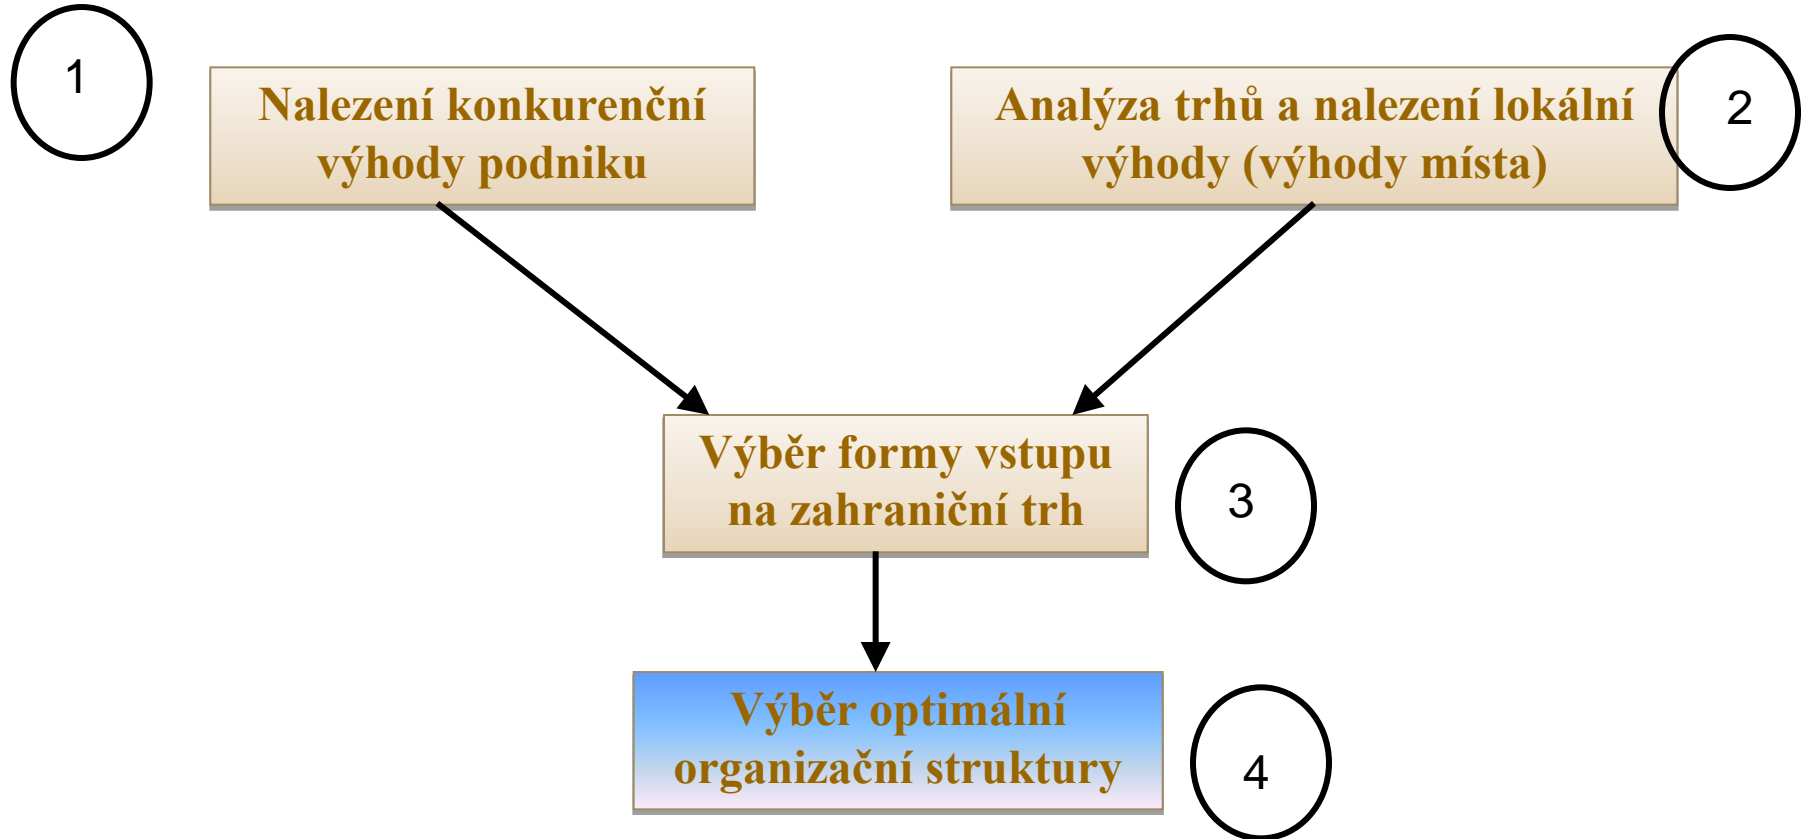 1
Nalezení konkurenční
výhody podniku
Analýza trhů a nalezení lokální
výhody (výhody místa)
2
Výběr formy vstupu
na zahraniční trh
3
Výběr optimální
organizační struktury
4